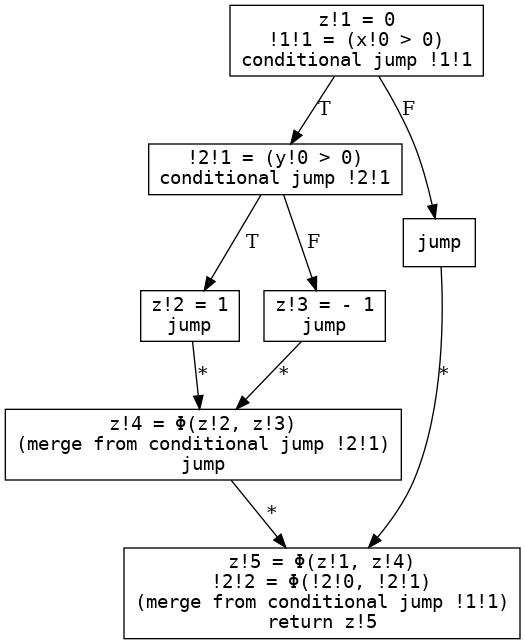 z!1 = 0
!1!1 = (x!0 > 0)
conditional jump !1!1
T
F
!2!1 = (y!0 > 0)
conditional jump !2!1
jump
T
F
z!2 = 1
jump
z!3 = - 1
jump
*
*
*
z!4 = Φ(z!2, z!3)
(merge from conditional jump !2!1)
jump
*
z!5 = Φ(z!1, z!4)
!2!2 = Φ(!2!0, !2!1)
(merge from conditional jump !1!1)
return z!5